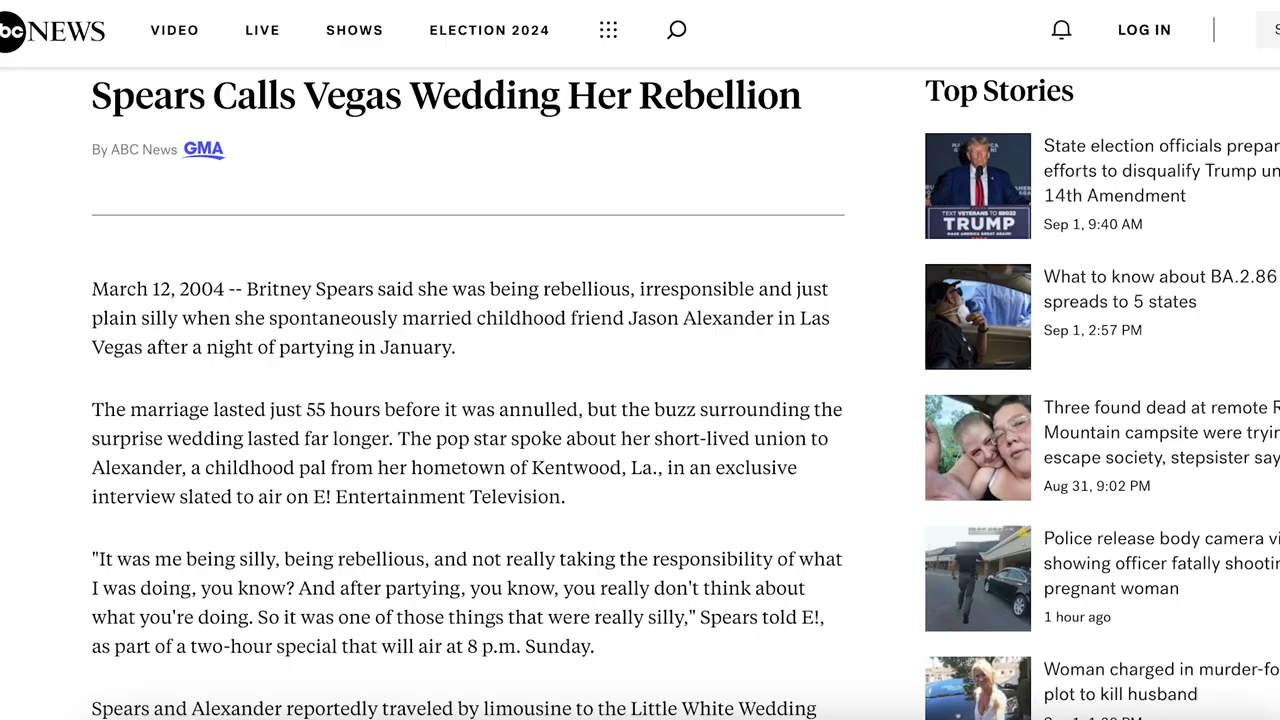 abc NEWS
VIDEO
LIVE
SHOWS
ELECTION 2024
LOG IN
Spears Calls Vegas Wedding Her Rebellion
By ABC News GMA
March 12, 2004 -- Britney Spears said she was being rebellious, irresponsible and just
plain silly when she spontaneously married childhood friend Jason Alexander in Las
Vegas after a night of partying in January.
The marriage lasted just 55 hours before it was annulled, but the buzz surrounding the
surprise wedding lasted far longer. The pop star spoke about her short-lived union to
Alexander, a childhood pal from her hometown of Kentwood, La., in an exclusive
interview slated to air on E! Entertainment Television.
"It was me being silly, being rebellious, and not really taking the responsibility of what
I was doing, you know? And after partying, you know, you really don't think about
what you're doing. So it was one of those things that were really silly," Spears told E!,
as part of a two-hour special that will air at 8 p.m. Sunday.
Spears and Alexander reportedly traveled by limousine to the Little White Wedding
Top Stories
State election officials prepar
efforts to disqualify Trump un
14th Amendment
Sep 1, 9:40 AM
TEXT VETERANS TO 88022
TRUMP
MAKE AMERICA GREAT AGAIN!
What to know about BA.2.86
spreads to 5 states
Sep 1, 2:57 PM
Three found dead at remote R
Mountain campsite were tryin
escape society, stepsister say
Aug 31, 9:02 PM
Police release body camera vi
showing officer fatally shootin
pregnant woman
1 hour ago
Woman charged in murder-fo
plot to kill husband